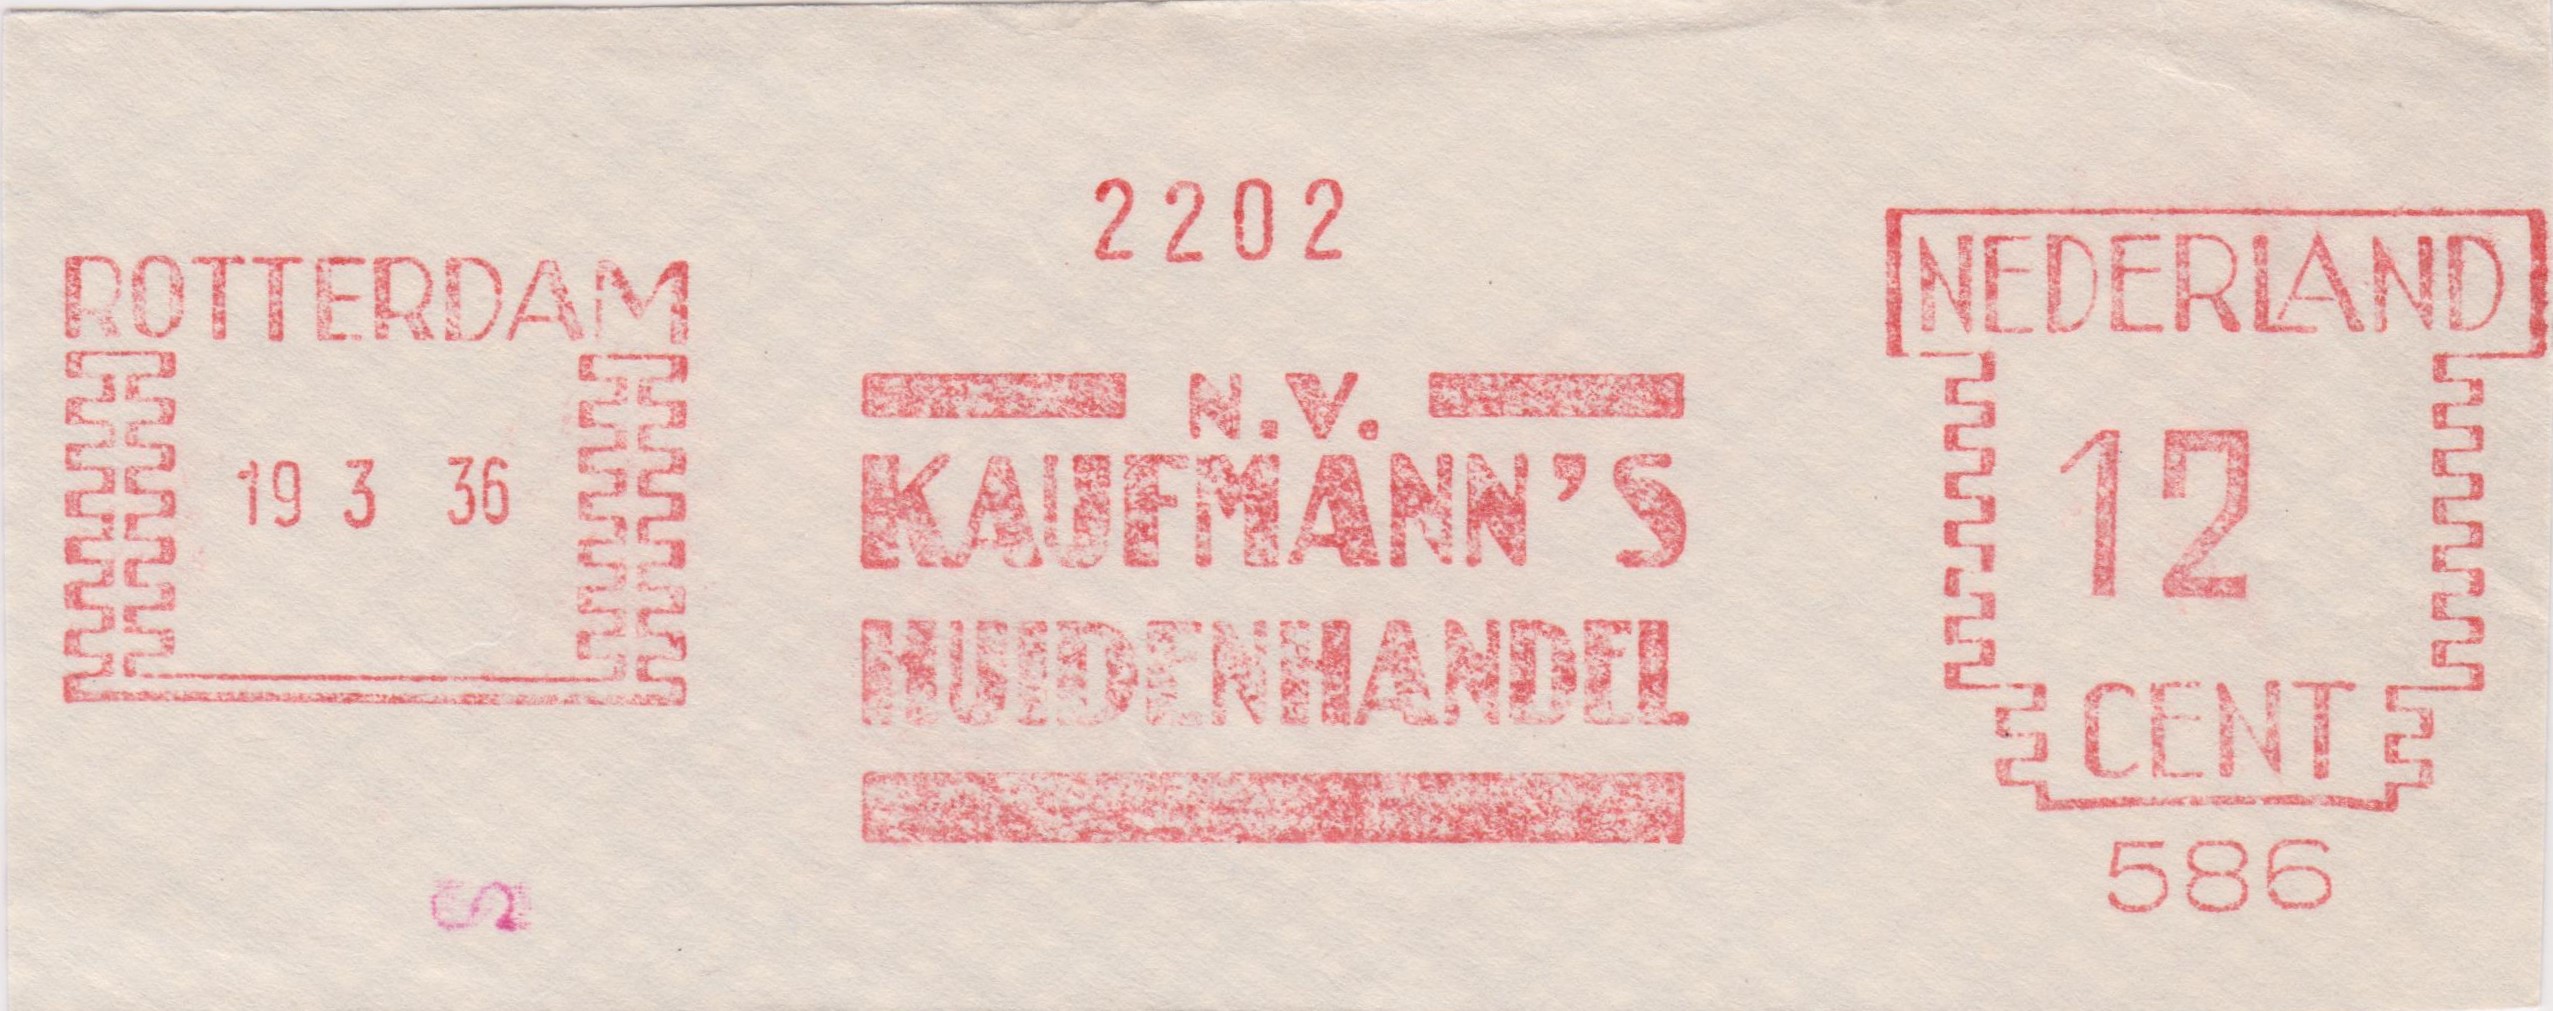 2202
ROTTERDAM
19 3 36
N.V.
KAUFMANN'S
HUIDENHANDEL
NEDERLAND
12
CENT
586
S